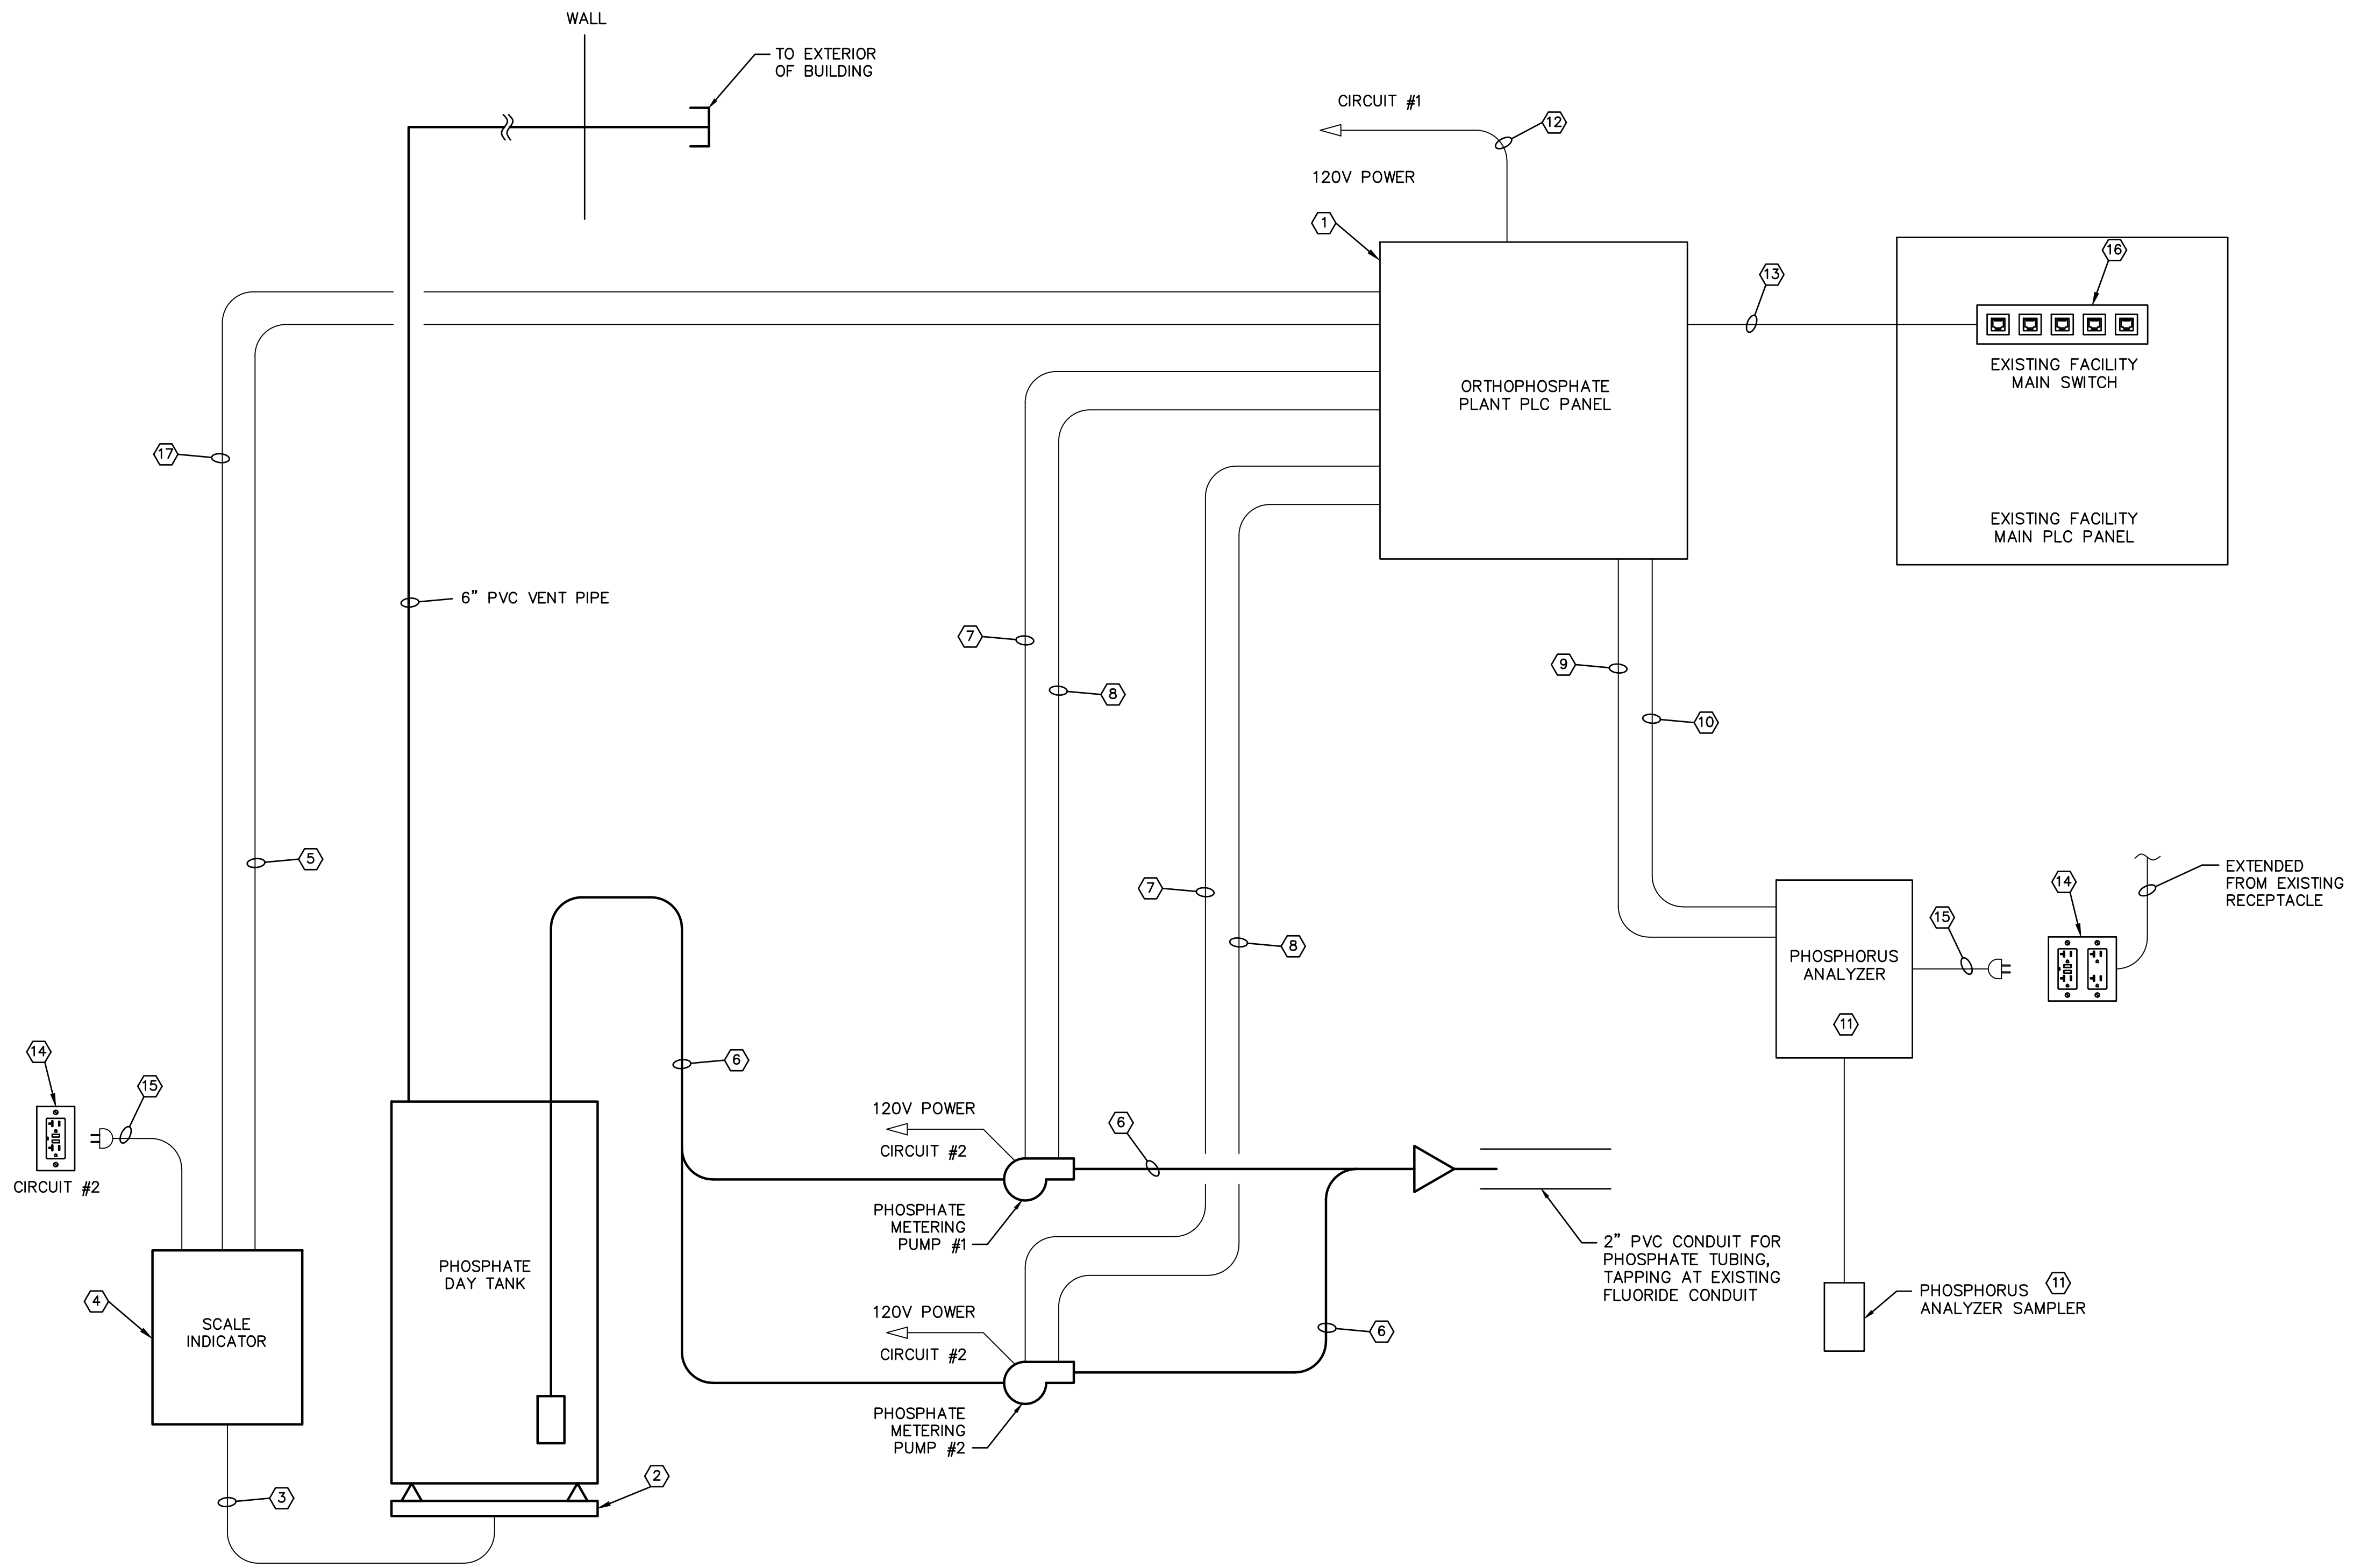 WALL
TO EXTERIOR
OF BUILDING
CIRCUIT #1
12
120V POWER
1
16
13
EXISTING FACILITY
MAIN SWITCH
ORTHOPHOSPHATE
PLANT PLC PANEL
17
EXISTING FACILITY
MAIN PLC PANEL
6" PVC VENT PIPE
7
9
8
10
5
EXTENDED
FROM EXISTING
RECEPTACLE
14
7
15
8
PHOSPHORUS
ANALYZER
11
14
6
15
120V POWER
6
CIRCUIT #2
CIRCUIT #2
PHOSPHATE
METERING
PUMP #1
2" PVC CONDUIT FOR
PHOSPHATE TUBING,
TAPPING AT EXISTING
FLUORIDE CONDUIT
PHOSPHATE
DAY TANK
4
SCALE
INDICATOR
PHOSPHORUS 11
ANALYZER SAMPLER
120V POWER
CIRCUIT #2
6
PHOSPHATE
METERING
PUMP #2
2
3